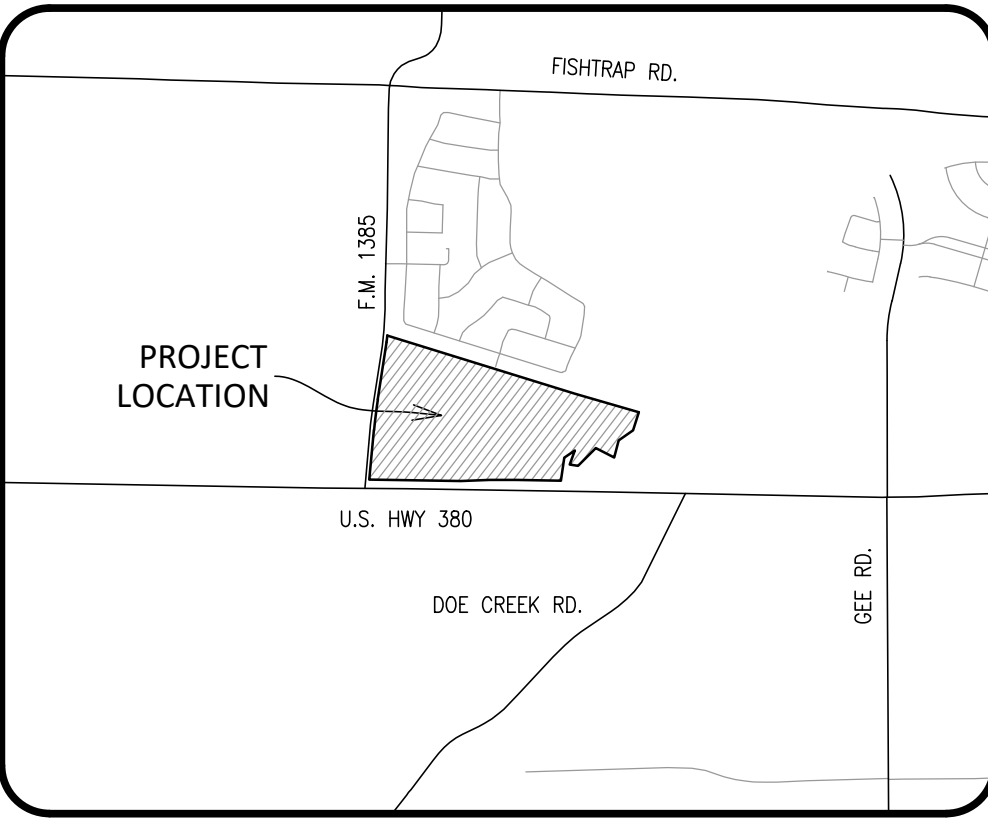 FISHTRAP RD.
F.M. 1385
PROJECT
LOCATION
U.S. HWY 380
DOE CREEK RD.
GEE RD.